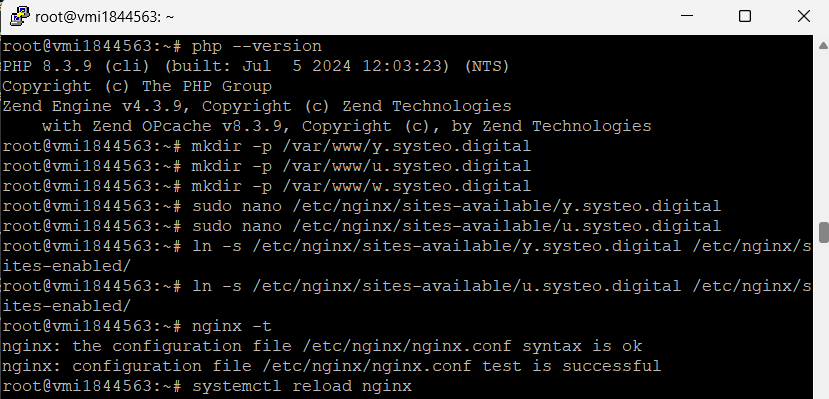 root@vmi1844563: ~
root@vmi1844563:~# php --version
PHP 8.3.9 (cli) (built: Jul  5 2024 12:03:23) (NTS)
Copyright (c) The PHP Group
Zend Engine v4.3.9, Copyright (c) Zend Technologies
    with Zend OPcache v8.3.9, Copyright (c), by Zend Technologies
root@vmi1844563:~# mkdir -p /var/www/y.systeo.digital
root@vmi1844563:~# mkdir -p /var/www/u.systeo.digital
root@vmi1844563:~# mkdir -p /var/www/w.systeo.digital
root@vmi1844563:~# sudo nano /etc/nginx/sites-available/y.systeo.digital
root@vmi1844563:~# sudo nano /etc/nginx/sites-available/u.systeo.digital
root@vmi1844563:~# ln -s /etc/nginx/sites-available/y.systeo.digital /etc/nginx/s
ites-enabled/
root@vmi1844563:~# ln -s /etc/nginx/sites-available/u.systeo.digital /etc/nginx/s
ites-enabled/
root@vmi1844563:~# nginx -t
nginx: the configuration file /etc/nginx/nginx.conf syntax is ok
nginx: configuration file /etc/nginx/nginx.conf test is successful
root@vmi1844563:~# systemctl reload nginx